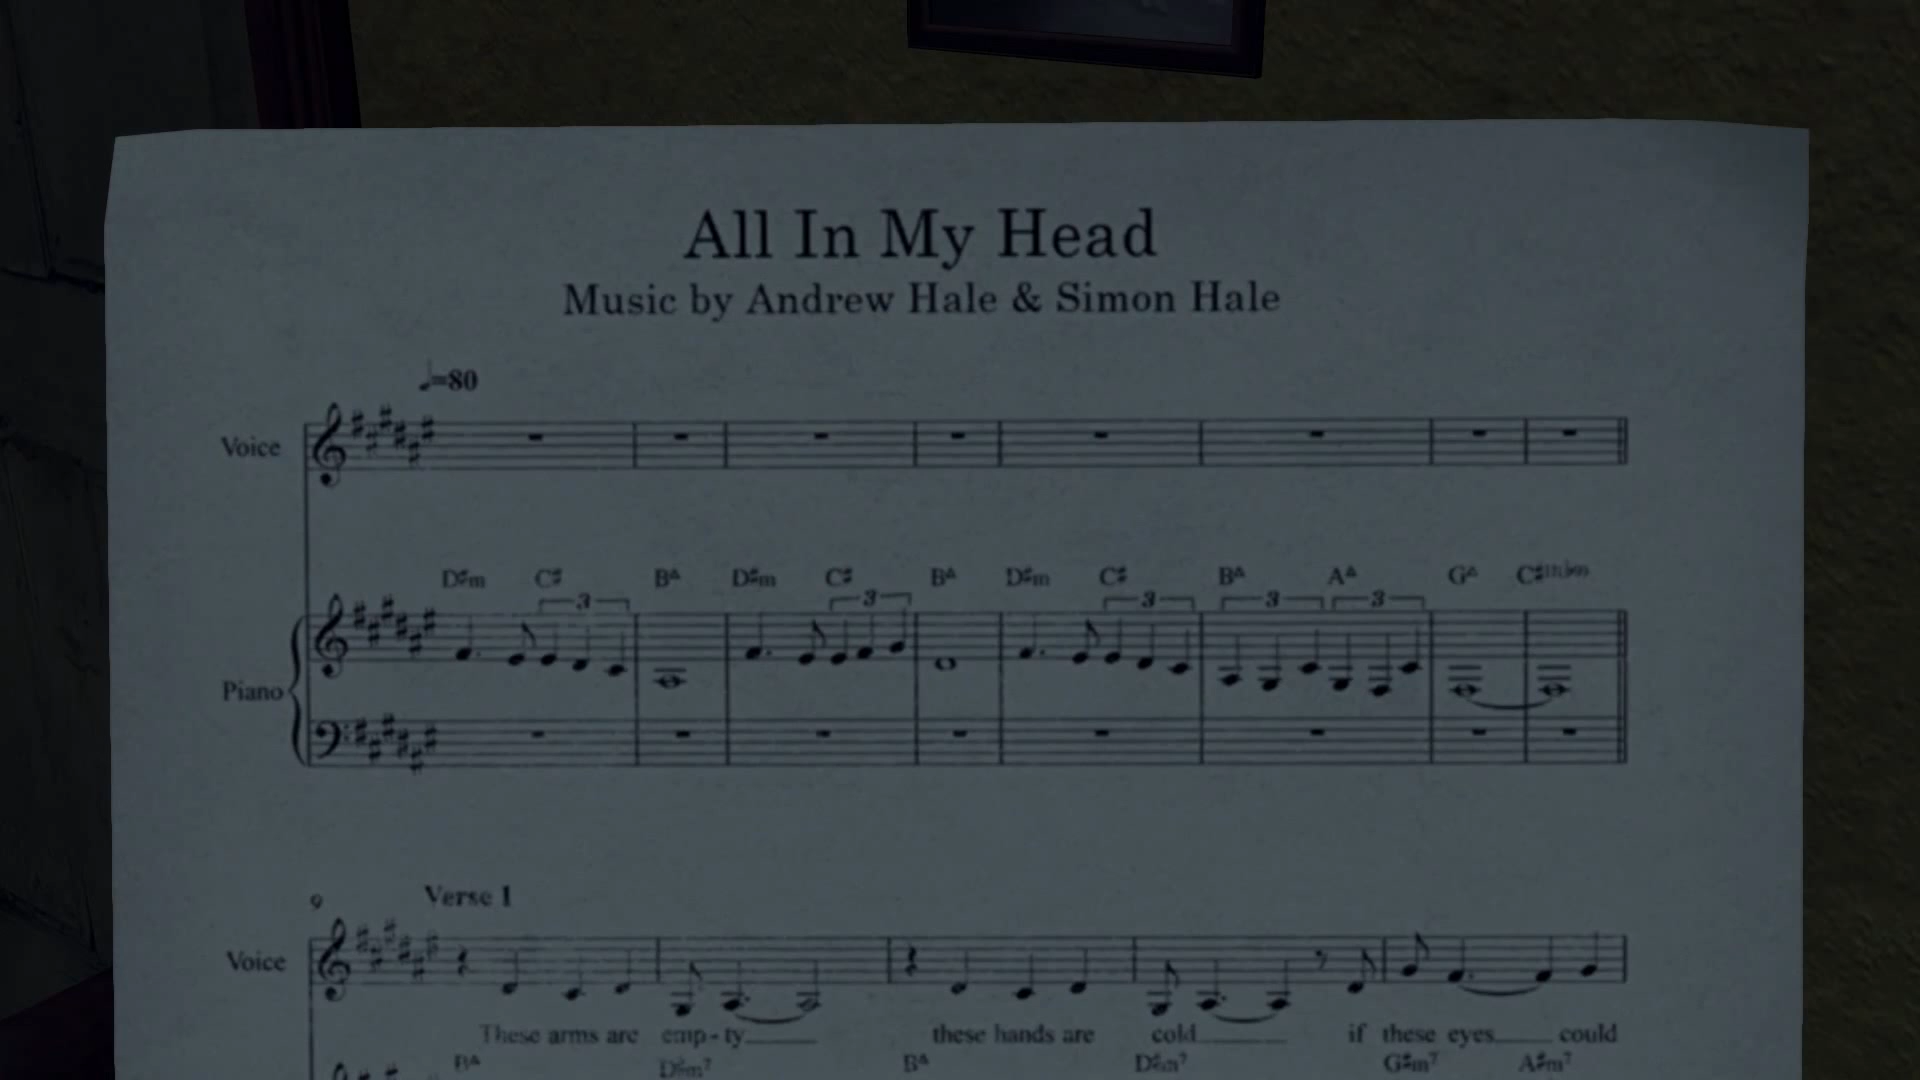 All In My Head
Music by Andrew Hale & Simon Hale
♩=80
Voice
D♯m C♯ B△ D♯m C♯ B△ D♯m C♯ B△ A△ G△
3 3 3 3 3
Piano
9 Verse 1
Voice
These arms are emp - ty these hands are cold if these eyes could
B△ D♯m7 B△ D♯m7 G♯m7 A♯m7